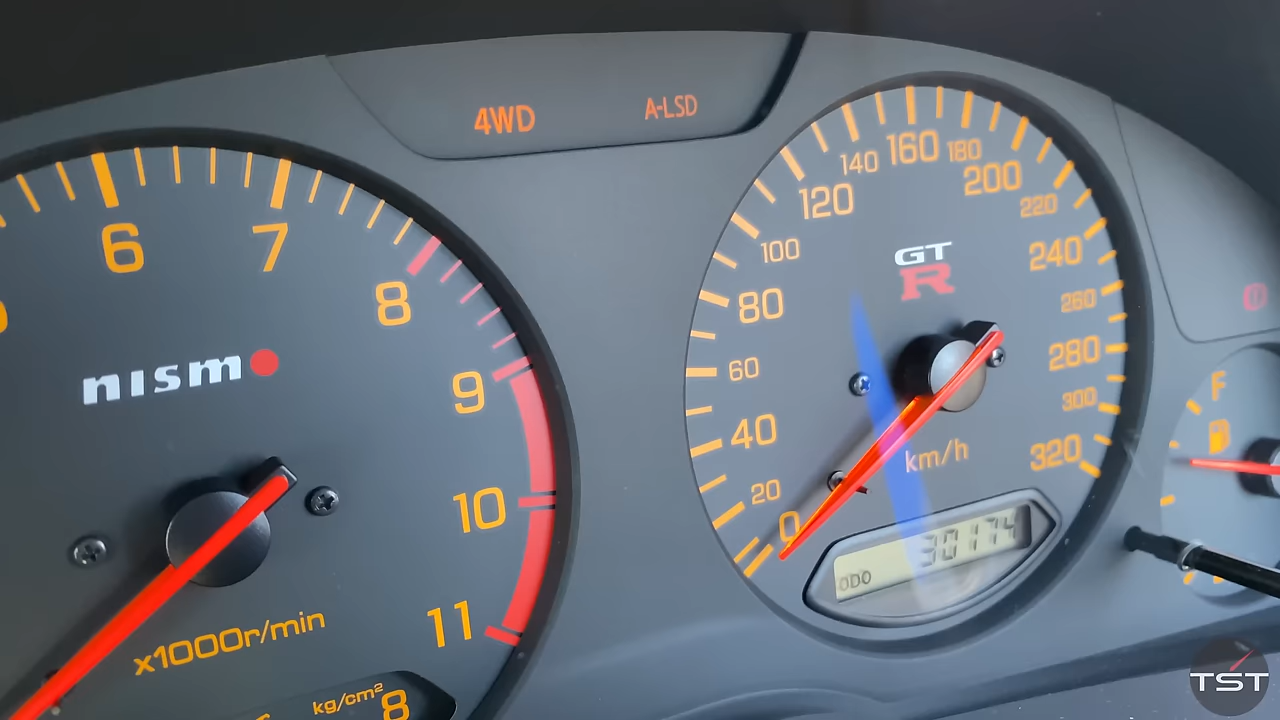 4WD
A-LSD
6
7
8
9
10
11
nismo
x1000r/min
kg/cm²
8
0
20
40
60
80
100
120
140
160
180
200
220
240
260
280
300
320
GT
R
km/h
ODO
30174
F
TST